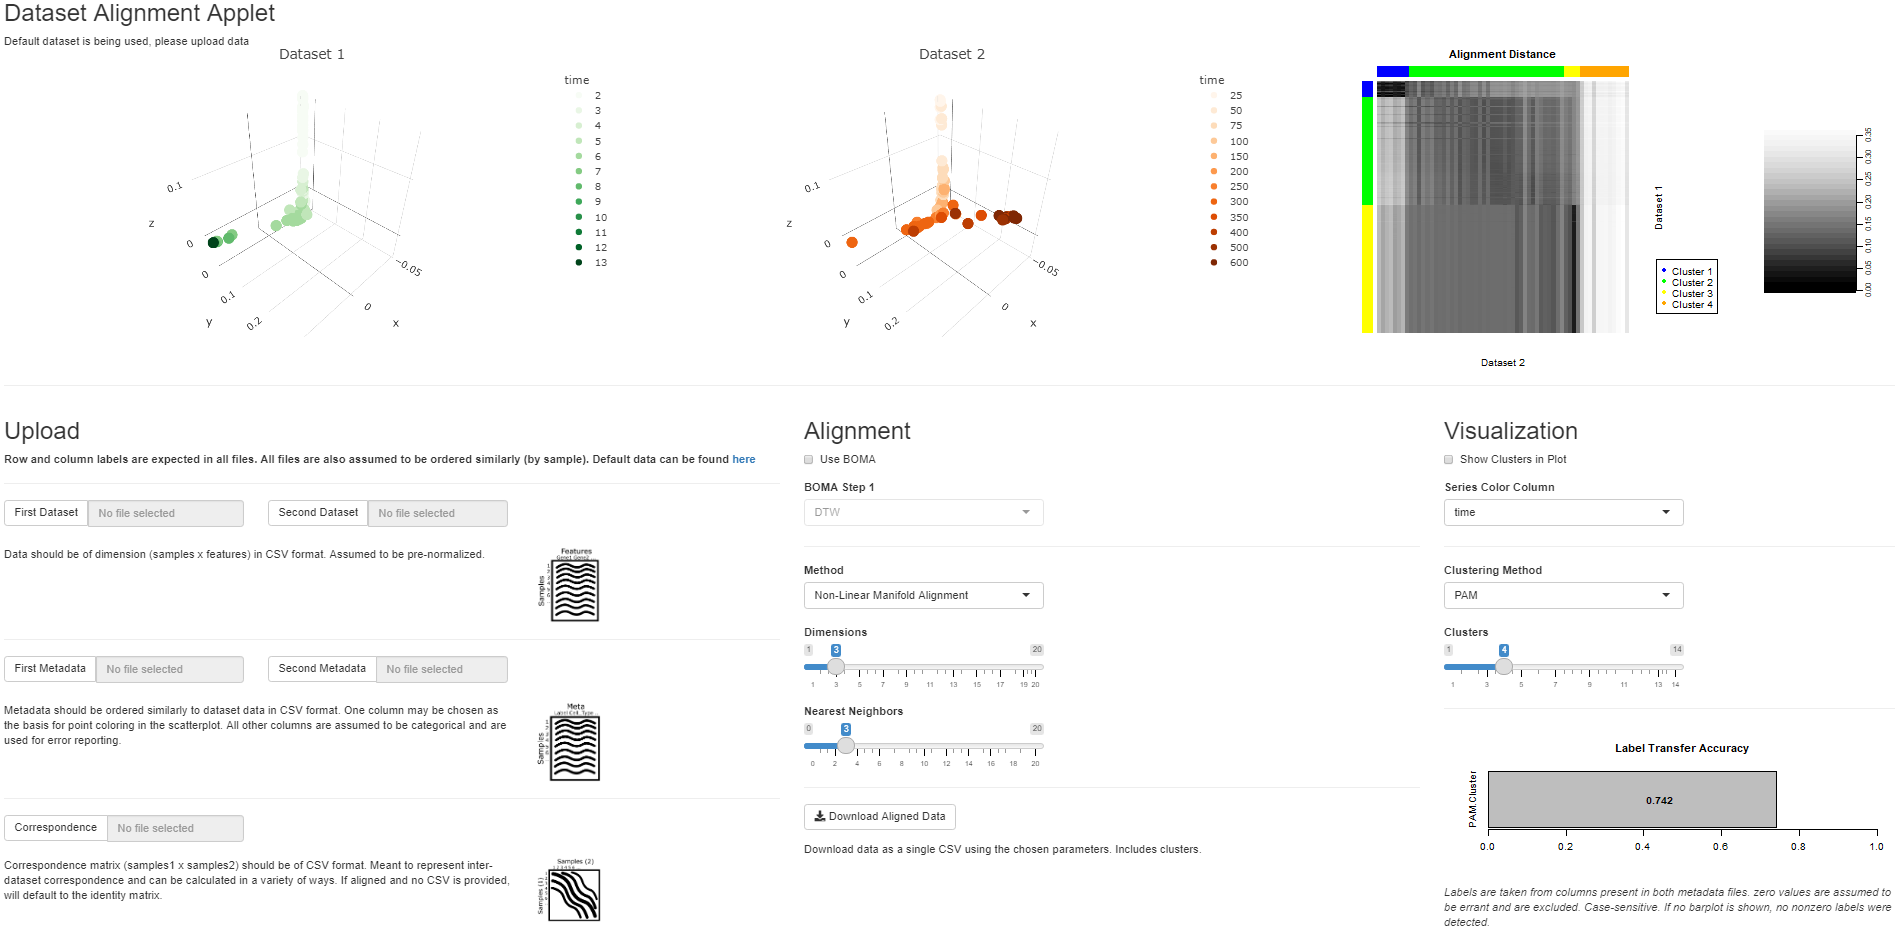 Dataset Alignment Applet
Default dataset is being used, please upload data
Dataset 1
time
2
3
4
5
6
7
8
9
10
11
12
13
0.1
z
0
0
0.1
y
0.2
−0.05
0
x
Dataset 2
time
25
50
75
100
150
200
250
300
350
400
500
600
0.1
z
0
0
0.1
y
0.2
−0.05
0
x
Alignment Distance
Dataset 1
Dataset 2
Cluster 1
Cluster 2
Cluster 3
Cluster 4
0.35
0.30
0.25
0.20
0.15
0.10
0.05
0.00
Upload
Row and column labels are expected in all files. All files are also assumed to be ordered similarly (by sample). Default data can be found here
First Dataset No file selected Second Dataset No file selected
Data should be of dimension (samples x features) in CSV format. Assumed to be pre-normalized.
Features
Samples
First Metadata No file selected Second Metadata No file selected
Metadata should be ordered similarly to dataset data in CSV format. One column may be chosen as
the basis for point coloring in the scatterplot. All other columns are assumed to be categorical and are
used for error reporting.
Meta
Samples
Correspondence No file selected
Correspondence matrix (samples1 x samples2) should be of CSV format. Meant to represent inter-
dataset correspondence and can be calculated in a variety of ways. If aligned and no CSV is provided,
will default to the identity matrix.
Samples (2)
Samples (1)
Alignment
Use BOMA
BOMA Step 1
DTW
Method
Non-Linear Manifold Alignment
Dimensions
1 3 20
1 3 5 7 9 11 13 15 17 19 20
Nearest Neighbors
0 3 20
0 2 4 6 8 10 12 14 16 18 20
Download Aligned Data
Download data as a single CSV using the chosen parameters. Includes clusters.
Visualization
Show Clusters in Plot
Series Color Column
time
Clustering Method
PAM
Clusters
1 4 14
1 3 5 7 9 11 13 14
Label Transfer Accuracy
PAM.Cluster
0.742
0.0 0.2 0.4 0.6 0.8 1.0
Labels are taken from columns present in both metadata files. zero values are assumed to
be errant and are excluded. Case-sensitive. If no barplot is shown, no nonzero labels were
detected.